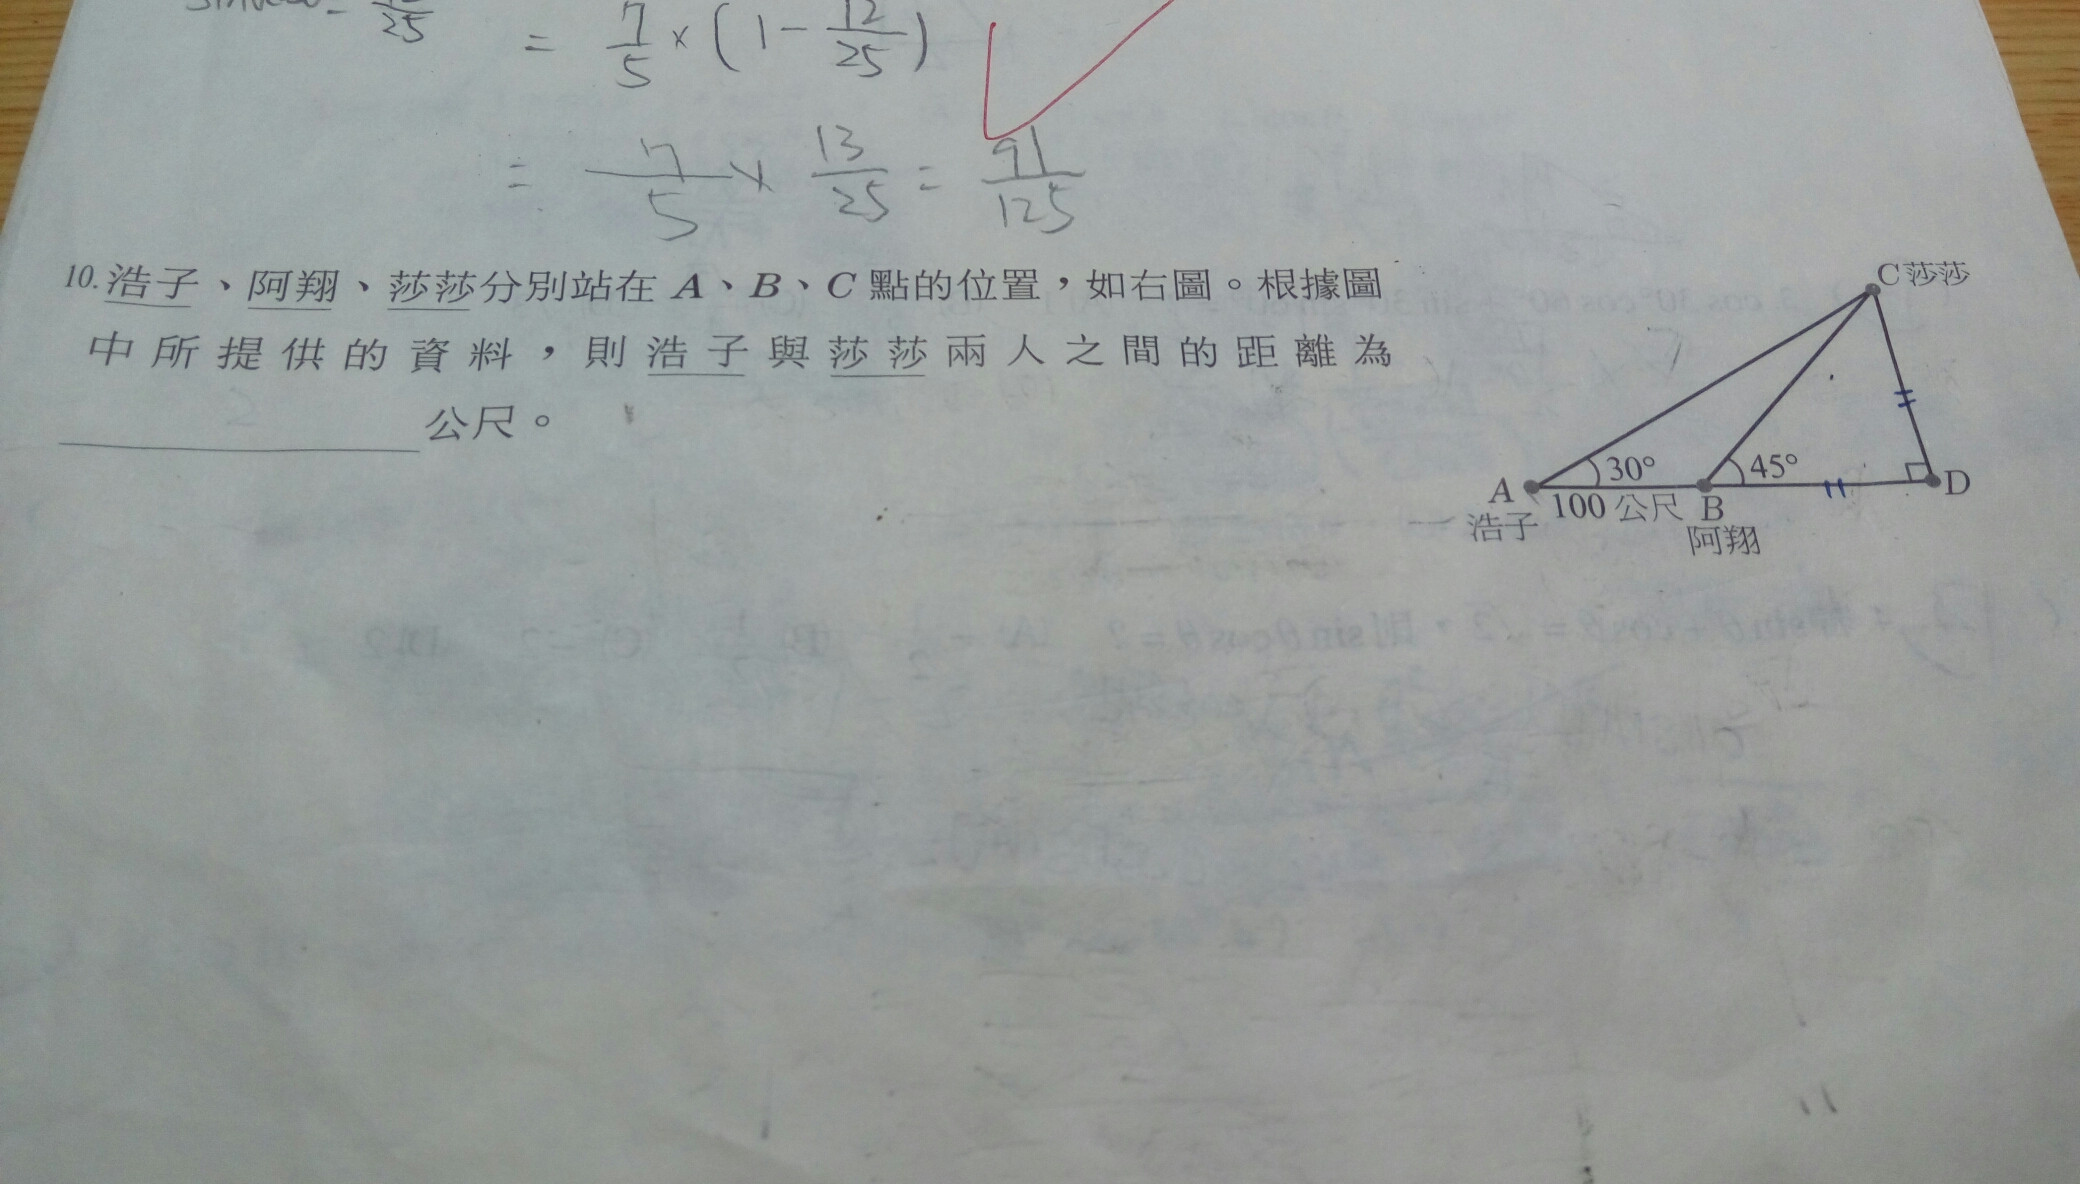 25
= 7/5 × (1 - 12/25)
= 7/5 × 13/25 = 91/125
10. 浩子、阿翔、莎莎分別站在 A、B、C 點的位置，如右圖。根據圖
中所提供的資料，則浩子與莎莎兩人之間的距離為
公尺。
C 莎莎
30°
45°
A
100 公尺
B
D
浩子
阿翔